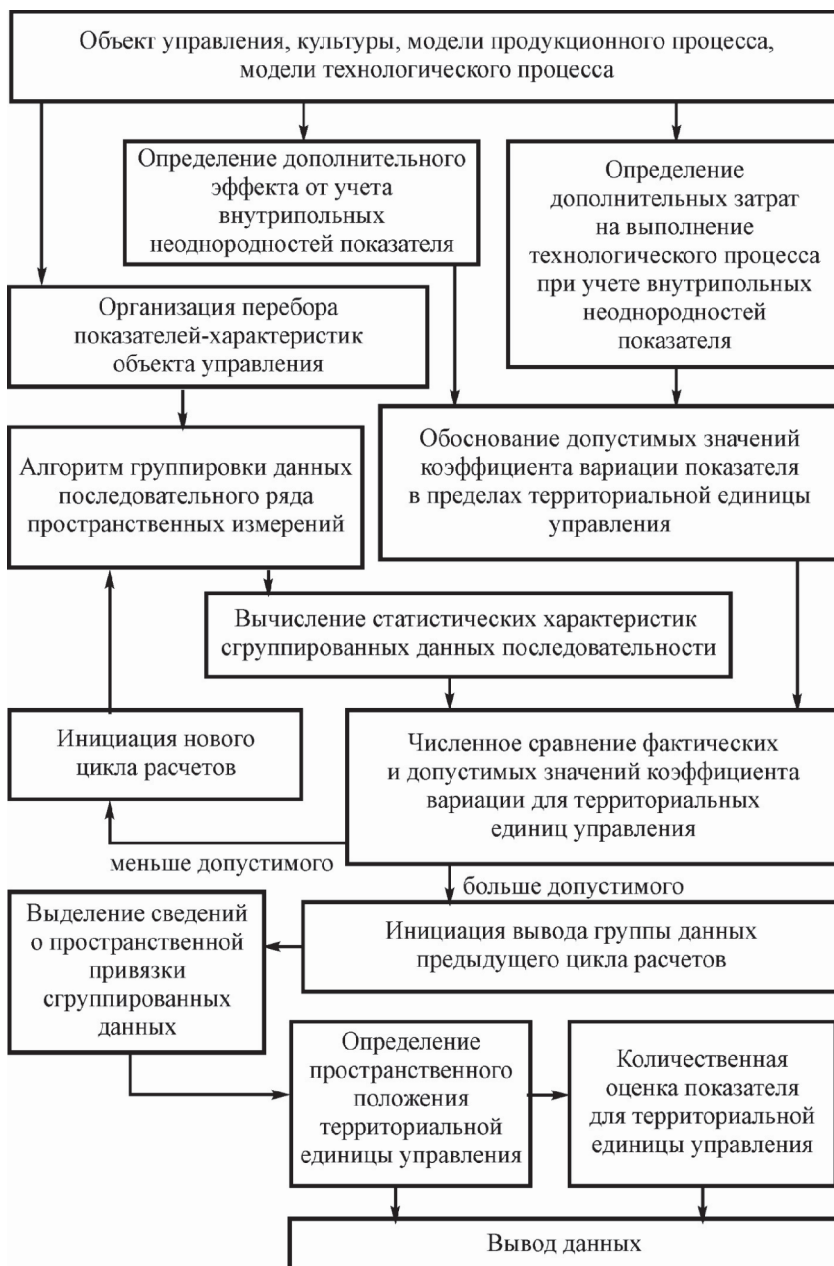 Объект управления, культуры, модели продукционного процесса,
модели технологического процесса
Определение дополнительного
эффекта от учета
внутрипольных
неоднородностей показателя
Определение
дополнительных затрат
на выполнение
технологического процесса
при учете внутрипольных
неоднородностей
показателя
Организация перебора
показателей-характеристик
объекта управления
Алгоритм группировки данных
последовательного ряда
пространственных измерений
Обоснование допустимых значений
коэффициента вариации показателя
в пределах территориальной единицы
управления
Вычисление статистических характеристик
сгруппированных данных последовательности
Инициация нового
цикла расчетов
Численное сравнение фактических
и допустимых значений коэффициента
вариации для территориальных
единиц управления
меньше допустимого
больше допустимого
Выделение сведений
о пространственной
привязки
сгруппированных
данных
Инициация вывода группы данных
предыдущего цикла расчетов
Определение
пространственного
положения
территориальной
единицы управления
Количественная
оценка показателя
для территориальной
единицы управления
Вывод данных